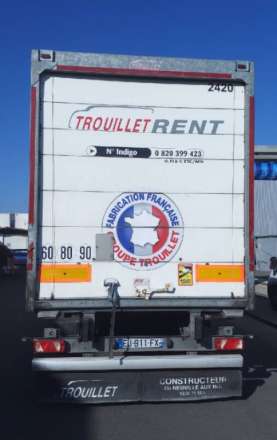 2420
TROUILLET RENT
N° Indigo 0 820 399 423
FABRICATION FRANÇAISE
GROUPE TROUILLET
60 80 90
TROUILLET
CONSTRUCTEUR